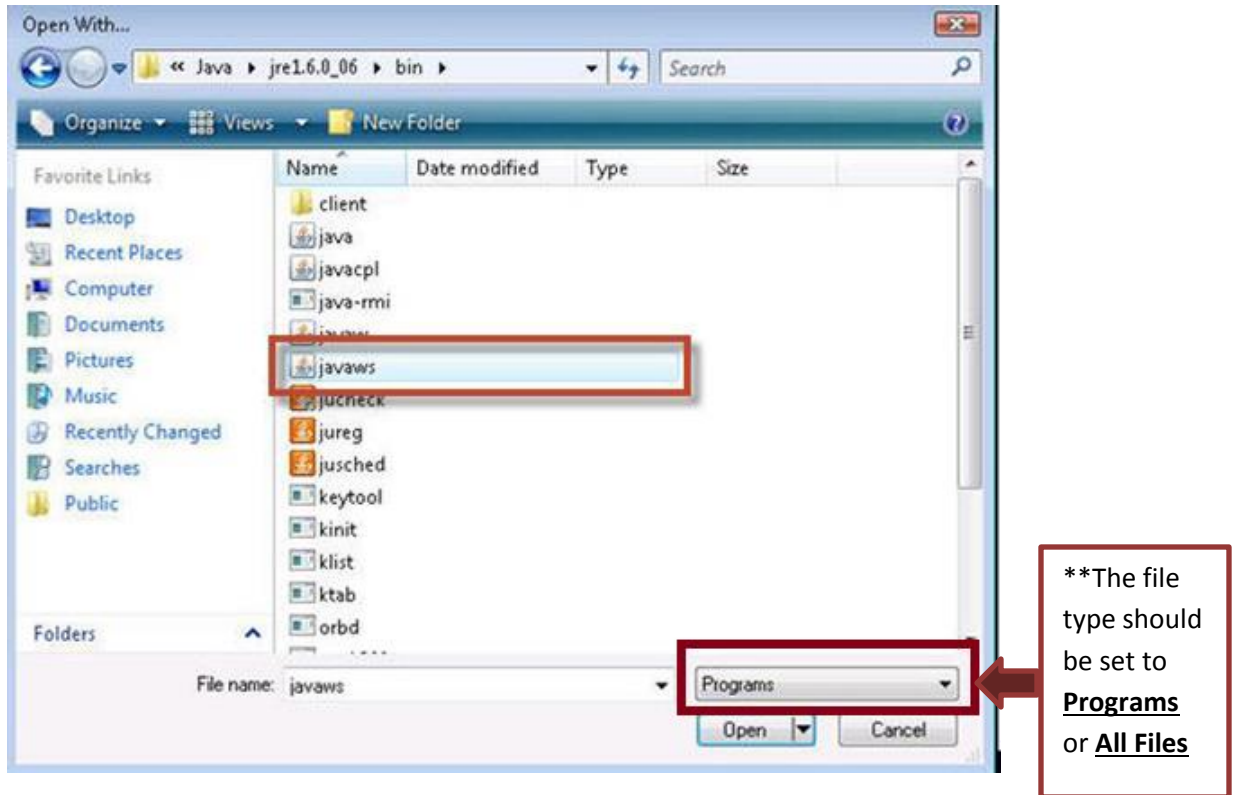 Open With...
« Java ▸ jre1.6.0_06 ▸ bin ▸
Search
Organize Views New Folder
Favorite Links
Desktop
Recent Places
Computer
Documents
Pictures
Music
Recently Changed
Searches
Public
Folders
Name Date modified Type Size
client
java
javacpl
java-rmi
javaw
javaws
jucheck
jureg
jusched
keytool
kinit
klist
ktab
orbd
File name: javaws
Programs
Open Cancel
**The file
type should
be set to
Programs
or All Files